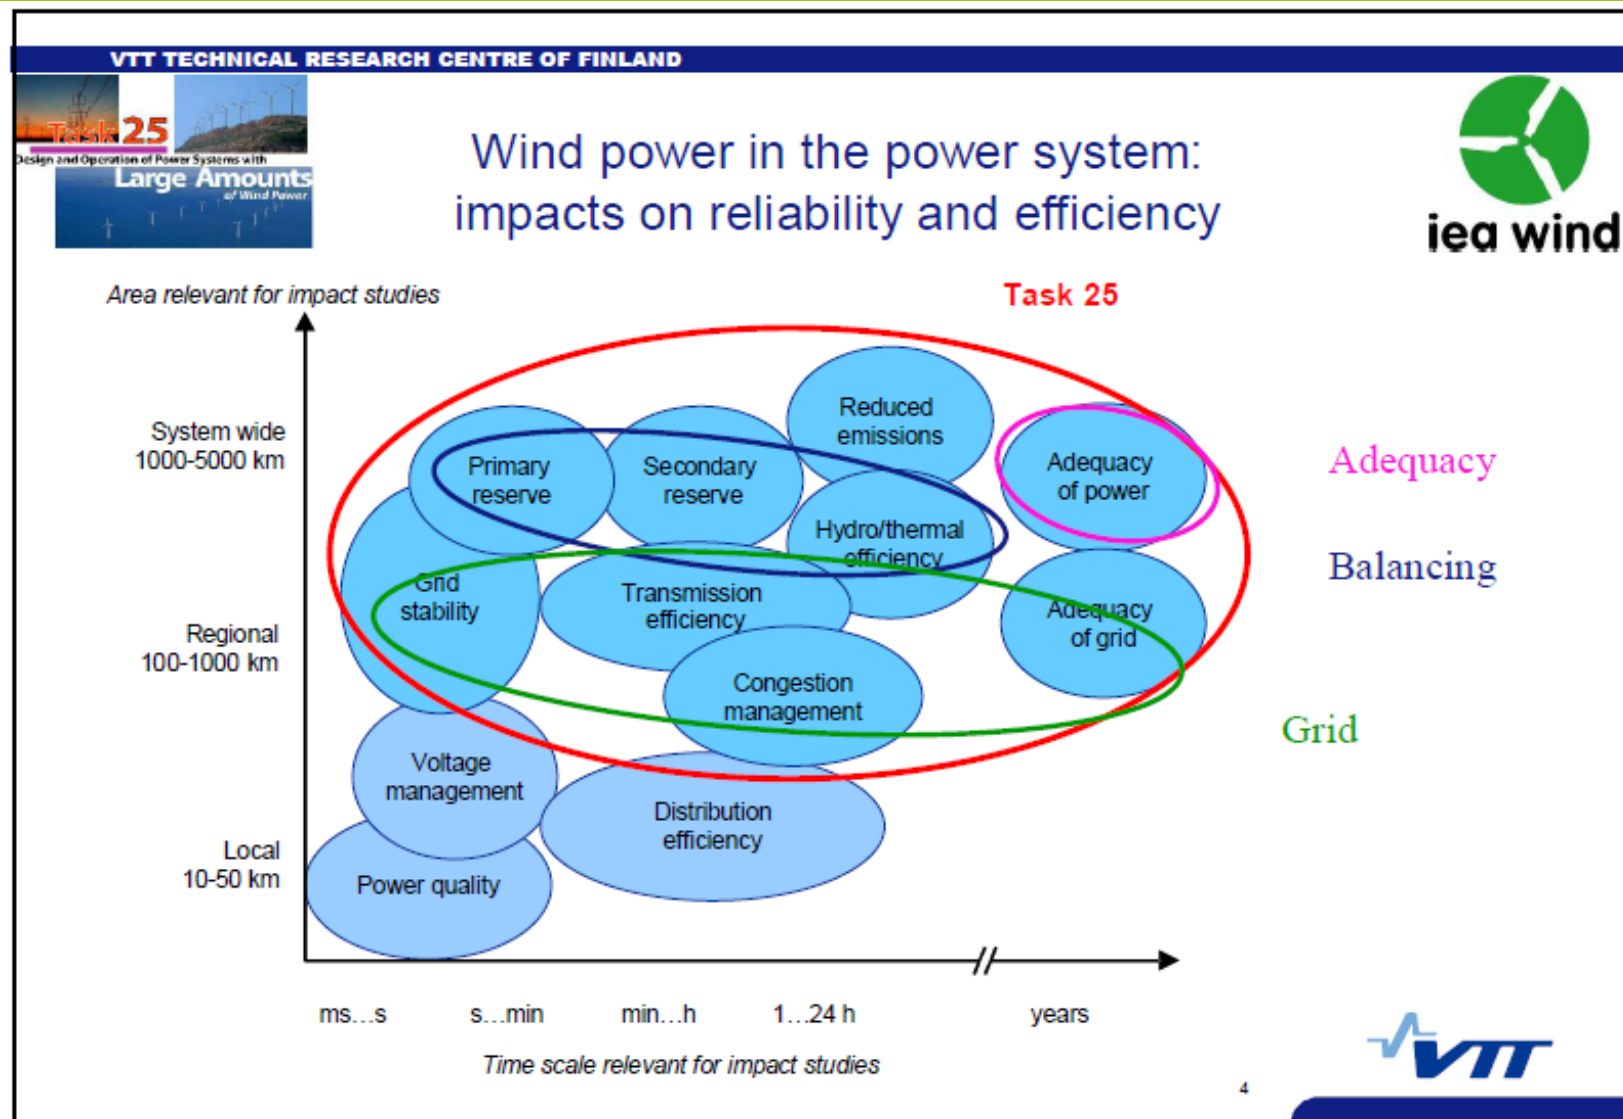 VTT TECHNICAL RESEARCH CENTRE OF FINLAND
Task 25
Design and Operation of Power Systems with
Large Amounts
of Wind Power
Wind power in the power system:
impacts on reliability and efficiency
iea wind
Area relevant for impact studies
Task 25
System wide
1000-5000 km
Regional
100-1000 km
Local
10-50 km
Reduced
emissions
Primary
reserve
Secondary
reserve
Adequacy
of power
Hydro/thermal
efficiency
Grid
stability
Transmission
efficiency
Adequacy
of grid
Congestion
management
Voltage
management
Distribution
efficiency
Power quality
Adequacy
Balancing
Grid
ms...s
s...min
min...h
1...24 h
years
Time scale relevant for impact studies
4
VTT